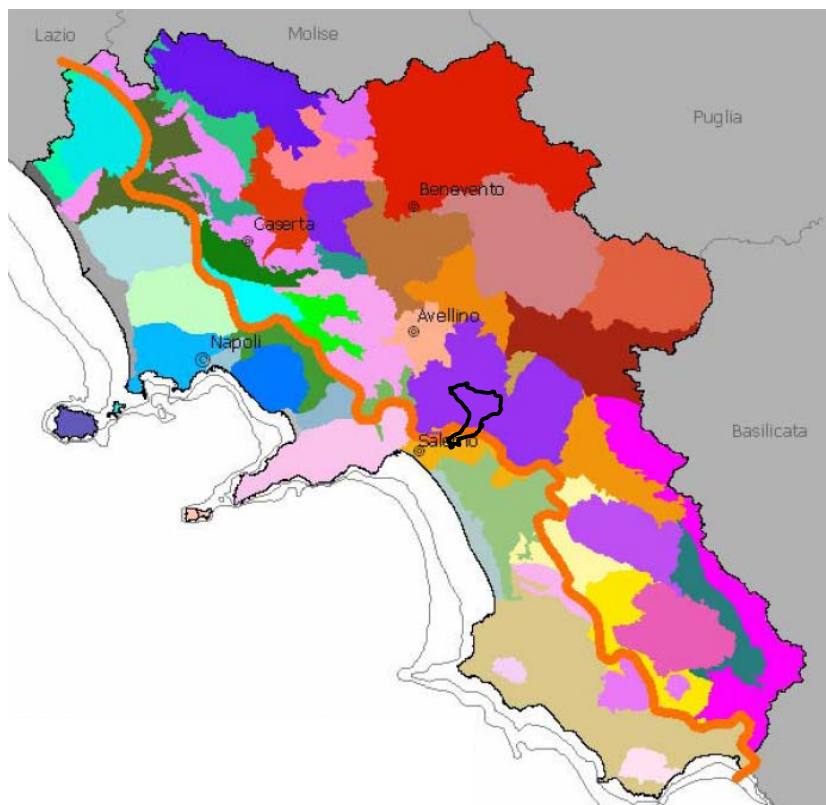 Lazio
Molise
Puglia
Benevento
Caserta
Avellino
Napoli
Basilicata
Salerno